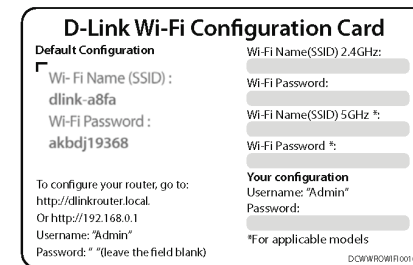 D-Link Wi-Fi Configuration Card
Default Configuration
Wi-Fi Name (SSID) :
dlink-a8fa
Wi-Fi Password :
akbdj19368
To configure your router, go to:
http://dlinkrouter.local.
Or http://192.168.0.1
Username: "Admin"
Password: " "(leave the field blank)
Wi-Fi Name(SSID) 2.4GHz:
Wi-Fi Password:
Wi-Fi Name(SSID) 5GHz *:
Wi-Fi Password *:
Your configuration
Username: "Admin"
Password:
*For applicable models